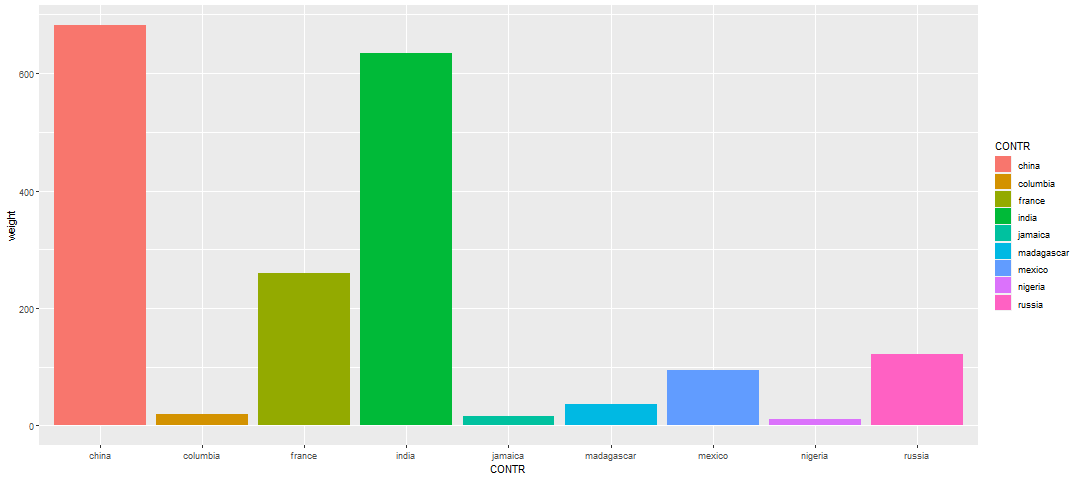 weight
600
400
200
0
china columbia france india jamaica madagascar mexico nigeria russia
CONTR
CONTR
china
columbia
france
india
jamaica
madagascar
mexico
nigeria
russia